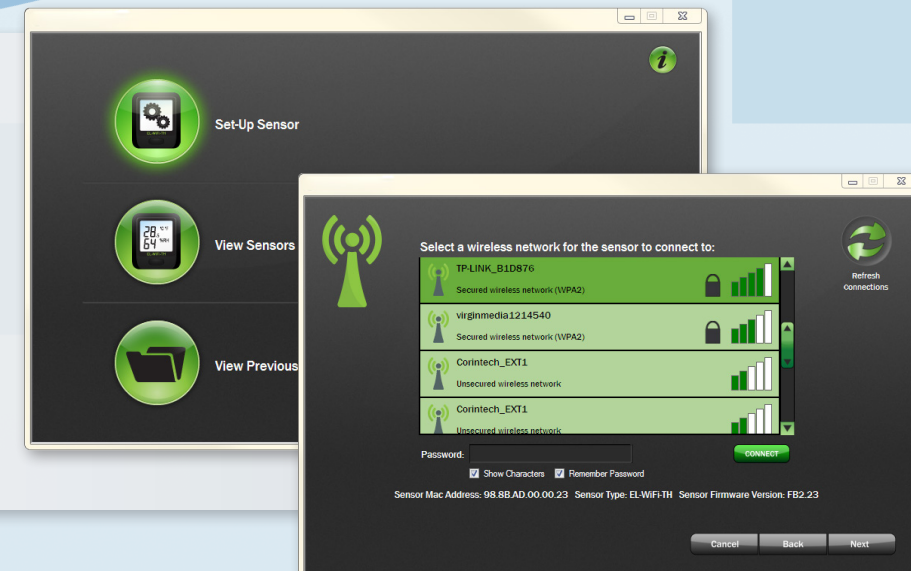 Set-Up Sensor
View Sensors
View Previous
Select a wireless network for the sensor to connect to:
TP-LINK_B1D876
Secured wireless network (WPA2)
virginmedia1214540
Secured wireless network (WPA2)
Corintech_EXT1
Unsecured wireless network
Corintech_EXT1
Unsecured wireless network
Refresh
Connections
Password:
CONNECT
Show Characters
Remember Password
Sensor Mac Address: 98.8B.AD.00.00.23 Sensor Type: EL-WiFi-TH Sensor Firmware Version: FB2.23
Cancel
Back
Next